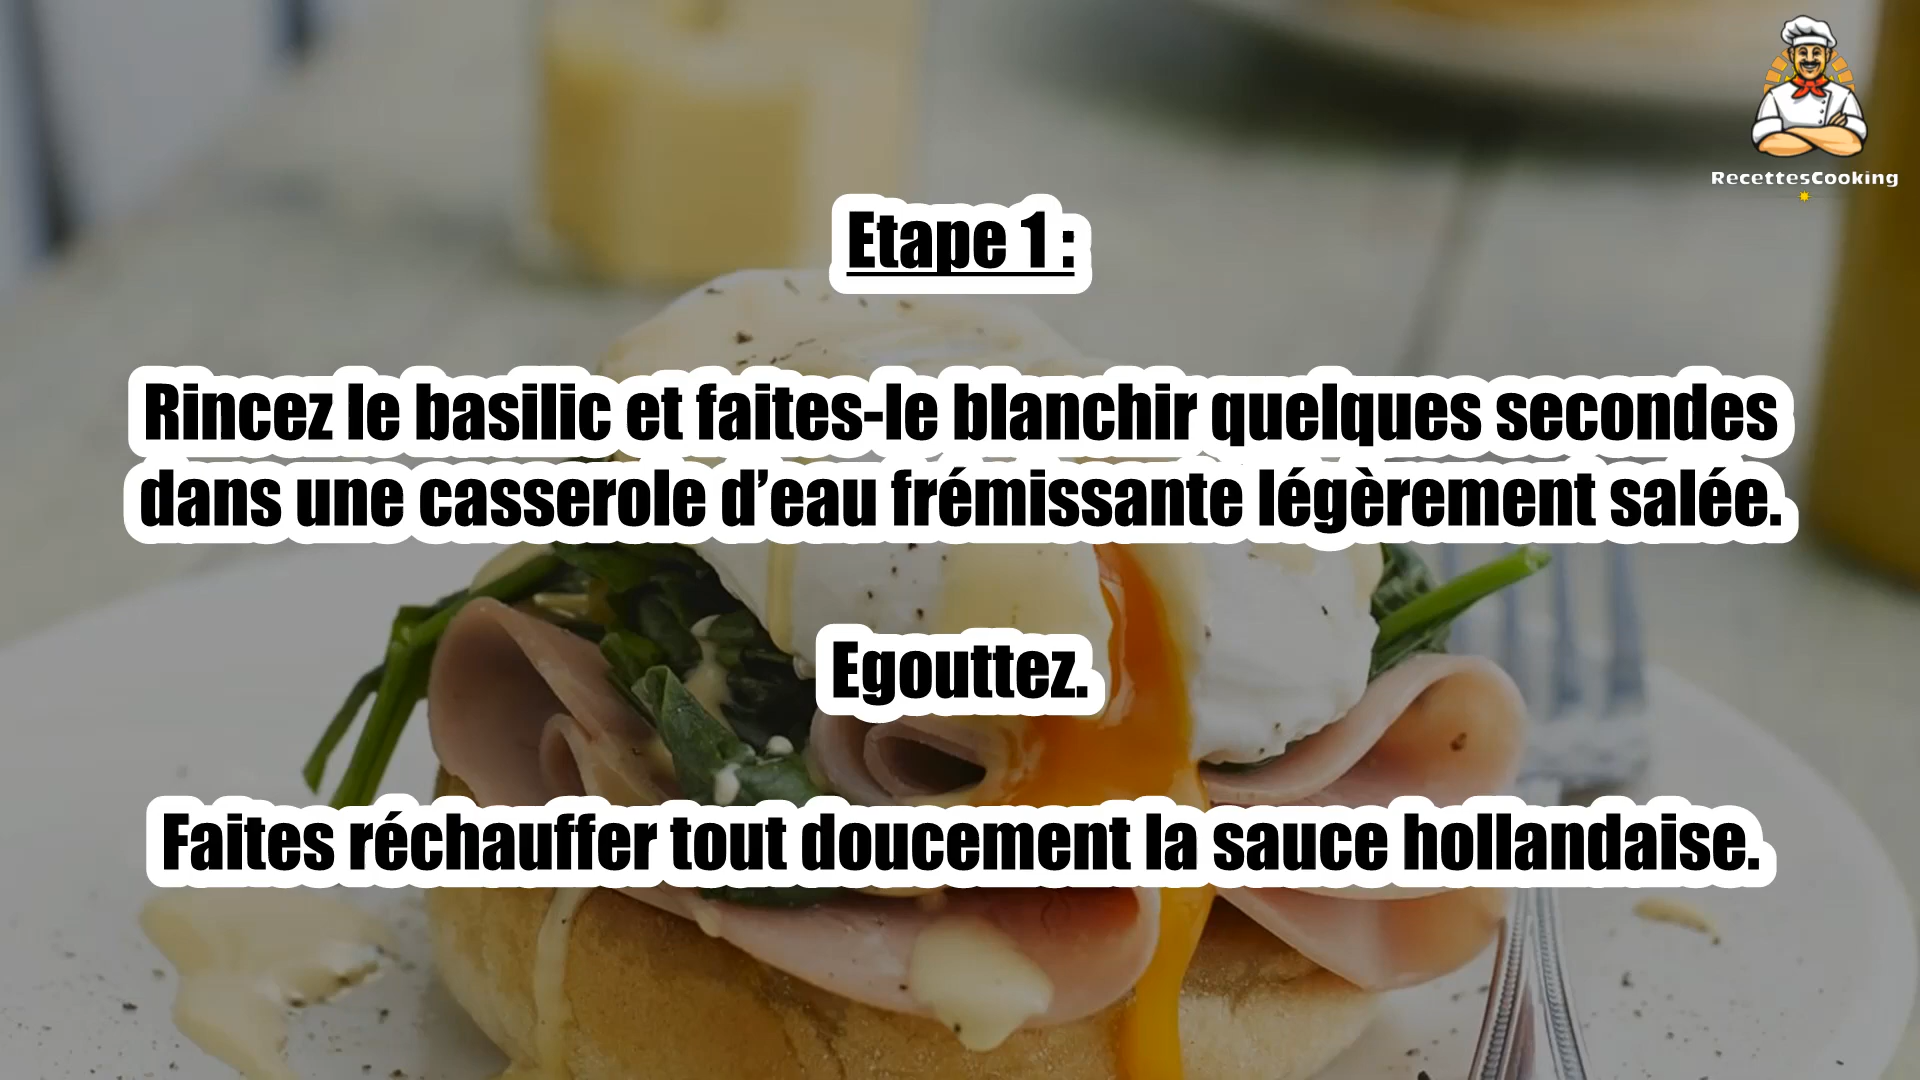 RecettesCooking
Etape 1 :
Rincez le basilic et faites-le blanchir quelques secondes
dans une casserole d’eau frémissante légèrement salée.
Egouttez.
Faites réchauffer tout doucement la sauce hollandaise.